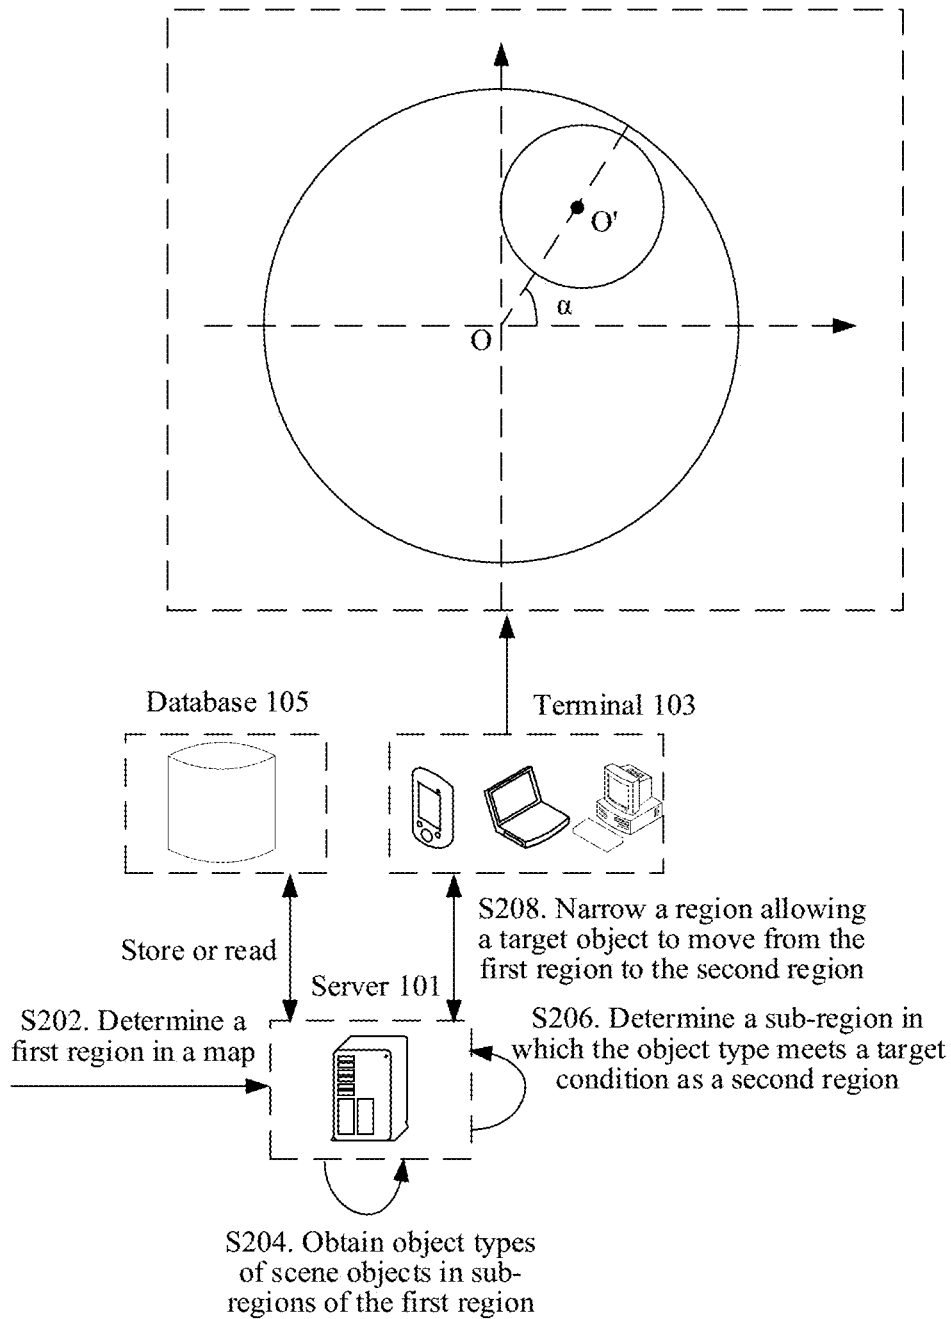 O'
α
O
Database 105
Terminal 103
S208. Narrow a region allowing
a target object to move from the
first region to the second region
Store or read
Server 101
S202. Determine a
first region in a map
S206. Determine a sub-region in
which the object type meets a target
condition as a second region
S204. Obtain object types
of scene objects in sub-
regions of the first region